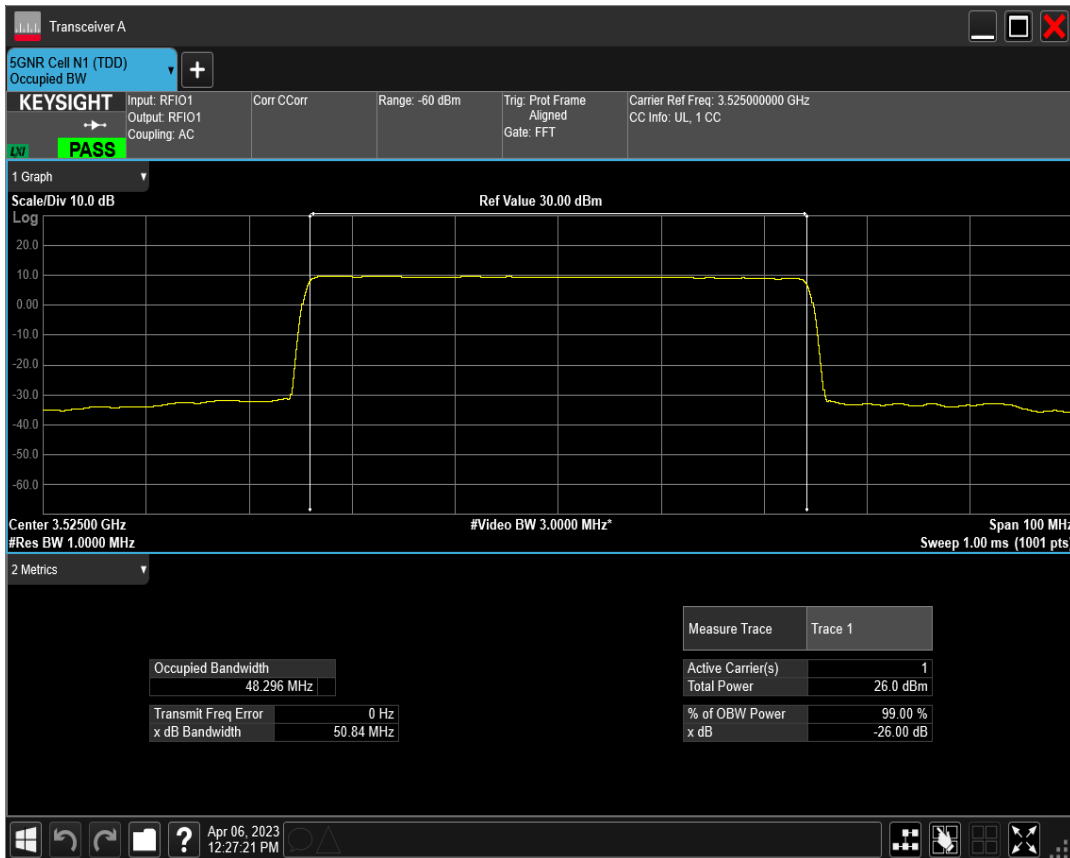 Transceiver A
5GNR Cell N1 (TDD)
Occupied BW
+
KEYSIGHT
LXI
PASS
Input: RFIO1
Output: RFIO1
Coupling: AC
Corr CCorr
Range: -60 dBm
Trig: Prot Frame
Aligned
Gate: FFT
Carrier Ref Freq: 3.525000000 GHz
CC Info: UL, 1 CC
1 Graph
Scale/Div 10.0 dB
Ref Value 30.00 dBm
Log
20.0
10.0
0.00
-10.0
-20.0
-30.0
-40.0
-50.0
-60.0
Center 3.52500 GHz
#Video BW 3.0000 MHz*
Span 100 MHz
#Res BW 1.0000 MHz
Sweep 1.00 ms (1001 pts)
2 Metrics
Measure Trace Trace 1
Occupied Bandwidth
48.296 MHz
Active Carrier(s) 1
Total Power 26.0 dBm
Transmit Freq Error 0 Hz
x dB Bandwidth 50.84 MHz
% of OBW Power 99.00 %
x dB -26.00 dB
?
Apr 06, 2023
12:27:21 PM